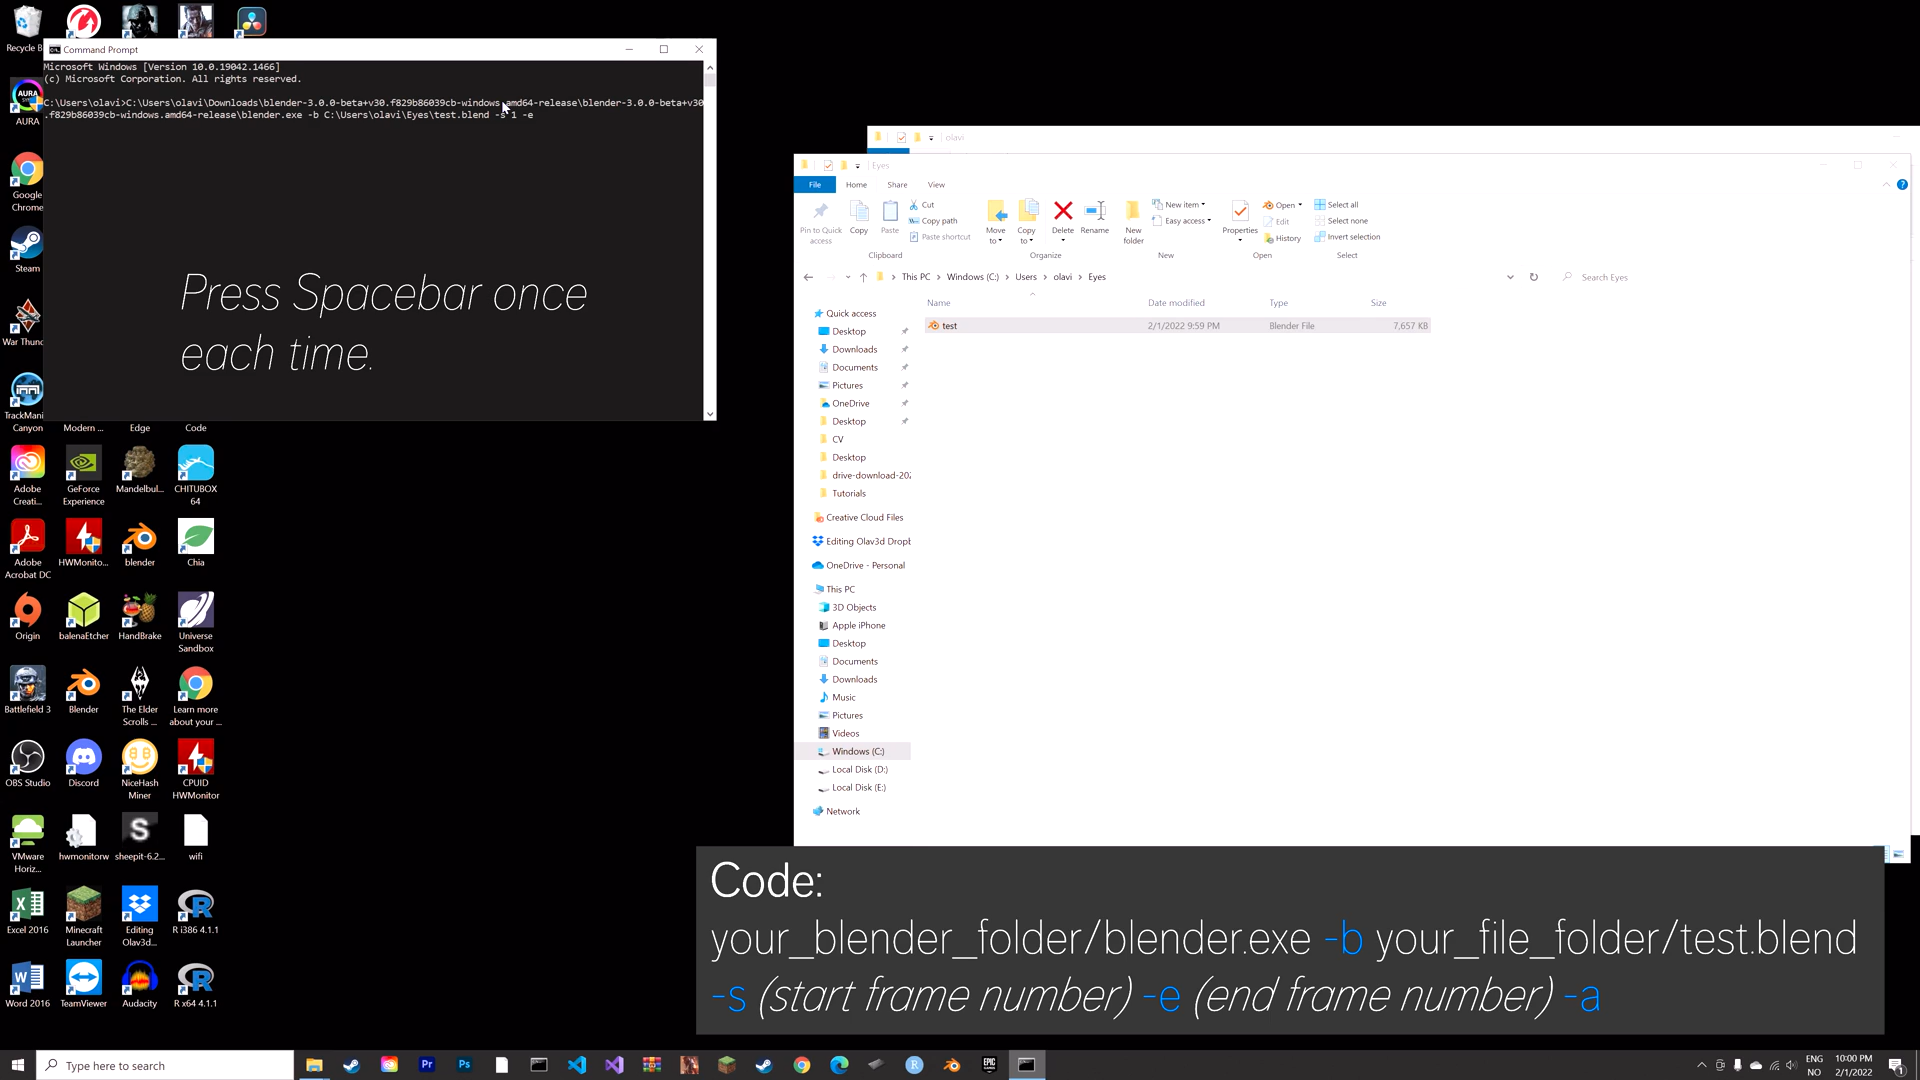 Recycle B
Command Prompt
Microsoft Windows [Version 10.0.19042.1466]
(c) Microsoft Corporation. All rights reserved.
C:\Users\olavi>C:\Users\olavi\Downloads\blender-3.0.0-beta+v30.f829b86039cb-windows.amd64-release\blender-3.0.0-beta+v30
.f829b86039cb-windows.amd64-release\blender.exe -b C:\Users\olavi\Eyes\test.blend -s 1 -e
Press Spacebar once
each time.
AURA
Google
Chrome
Steam
War Thund
TrackMani
Canyon
Modern ...
Edge
Code
Adobe
Creati...
GeForce
Experience
Mandelbul...
CHITUBOX
64
Adobe
Acrobat DC
HWMonito...
blender
Chia
Origin
balenaEtcher
HandBrake
Universe
Sandbox
Battlefield 3
Blender
The Elder
Scrolls ...
Learn more
about your ...
OBS Studio
Discord
NiceHash
Miner
CPUID
HWMonitor
VMware
Horiz...
hwmonitorw
sheepit-6.2...
wifi
Excel 2016
Minecraft
Launcher
Editing
Olav3d...
R i386 4.1.1
Word 2016
TeamViewer
Audacity
R x64 4.1.1
olavi
Eyes
File
Home
Share
View
Pin to Quick
access
Copy
Paste
Cut
Copy path
Paste shortcut
Clipboard
Move
to
Copy
to
Delete
Rename
Organize
New
folder
New item
Easy access
New
Properties
Open
Edit
History
Open
Select all
Select none
Invert selection
Select
This PC > Windows (C:) > Users > olavi > Eyes
Search Eyes
Name
Date modified
Type
Size
test
2/1/2022 9:59 PM
Blender File
7,657 KB
Quick access
Desktop
Downloads
Documents
Pictures
OneDrive
Desktop
CV
Desktop
drive-download-202
Tutorials
Creative Cloud Files
Editing Olav3d Dropb
OneDrive - Personal
This PC
3D Objects
Apple iPhone
Desktop
Documents
Downloads
Music
Pictures
Videos
Windows (C:)
Local Disk (D:)
Local Disk (E:)
Network
Code:
your_blender_folder/blender.exe -b your_file_folder/test.blend
-s (start frame number) -e (end frame number) -a
Type here to search
ENG
NO
10:00 PM
2/1/2022